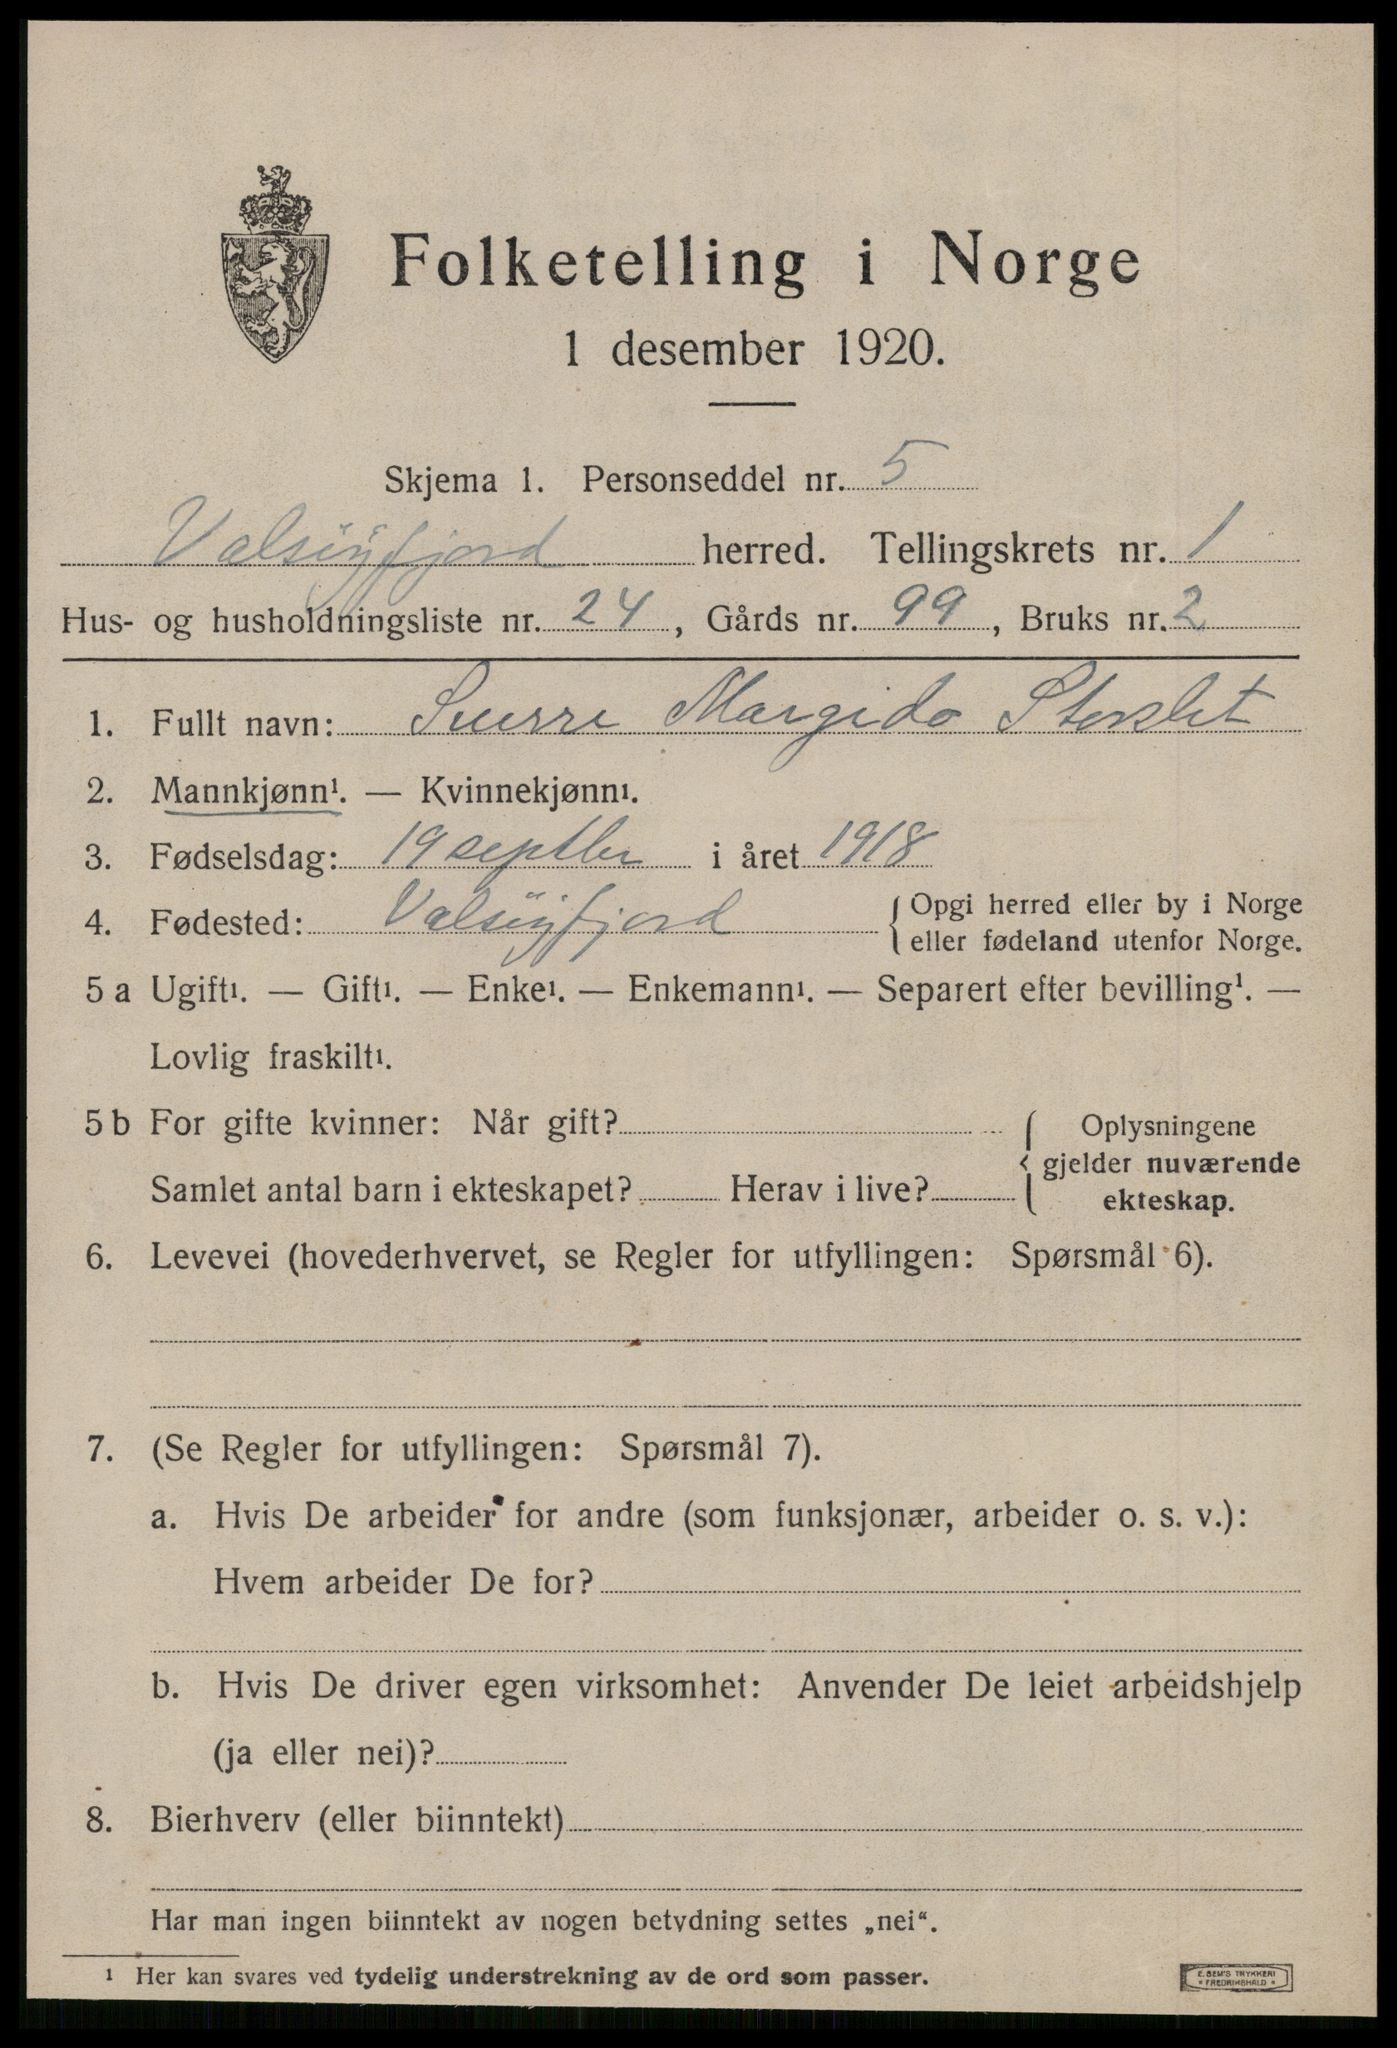 Folketelling i Norge
1 desember 1920.
Skjema 1. Personseddel nr. 5
Valsöyfjord herred. Tellingskrets nr. 1
Hus- og husholdningsliste nr. 24, Gårds nr. 99, Bruks nr. 2
1. Fullt navn: Sverre Margido Storslet
2. Mannkjønn¹. — Kvinnekjønn¹.
3. Fødselsdag: 19 septbr i året 1918
4. Fødested: Valsöyfjord { Opgi herred eller by i Norge
eller fødeland utenfor Norge.
5 a Ugift¹. — Gift¹. — Enke¹. — Enkemann¹. — Separert efter bevilling¹. —
Lovlig fraskilt¹.
5 b For gifte kvinner: Når gift? { Oplysningene
gjelder nuværende
Samlet antal barn i ekteskapet? Herav i live? ekteskap.
6. Levevei (hovederhvervet, se Regler for utfyllingen: Spørsmål 6).
7. (Se Regler for utfyllingen: Spørsmål 7).
a. Hvis De arbeider for andre (som funksjonær, arbeider o. s. v.):
Hvem arbeider De for?
b. Hvis De driver egen virksomhet: Anvender De leiet arbeidshjelp
(ja eller nei)?
8. Bierhverv (eller biinntekt)
Har man ingen biinntekt av nogen betydning settes „nei“.
¹ Her kan svares ved tydelig understrekning av de ord som passer.
E. SEM'S TRYKKERI
* FREDRIKSHALD *